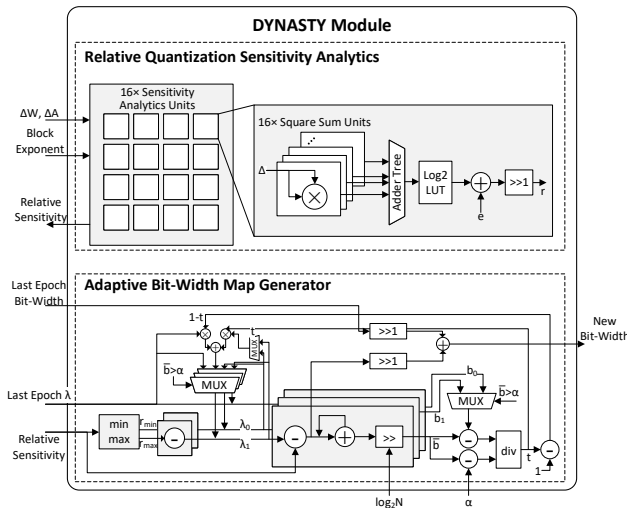 DYNASTY Module
Relative Quantization Sensitivity Analytics
16× Sensitivity
Analytics Units
ΔW, ΔA
Block
Exponent
Relative
Sensitivity
16× Square Sum Units
...
Δ
×
Adder Tree
Log2
LUT
+
e
>>1
r
Adaptive Bit-Width Map Generator
Last Epoch
Bit-Width
1-t
×
×
t
MUX
+
b̅>α
MUX
>>1
>>1
+
New
Bit-Width
Last Epoch λ
Relative
Sensitivity
min
max
r_min
r_max
-
λ₀
λ₁
-
+
>>
log₂N
b₀
b₁
MUX
b̅>α
b̅
-
-
α
div
t
1
-